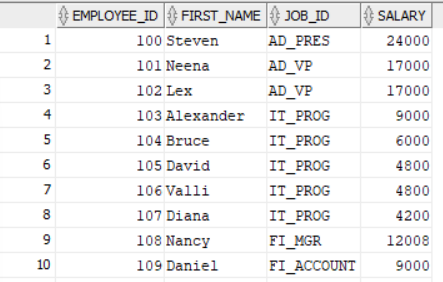 EMPLOYEE_ID FIRST_NAME JOB_ID SALARY
1 100 Steven AD_PRES 24000
2 101 Neena AD_VP 17000
3 102 Lex AD_VP 17000
4 103 Alexander IT_PROG 9000
5 104 Bruce IT_PROG 6000
6 105 David IT_PROG 4800
7 106 Valli IT_PROG 4800
8 107 Diana IT_PROG 4200
9 108 Nancy FI_MGR 12008
10 109 Daniel FI_ACCOUNT 9000